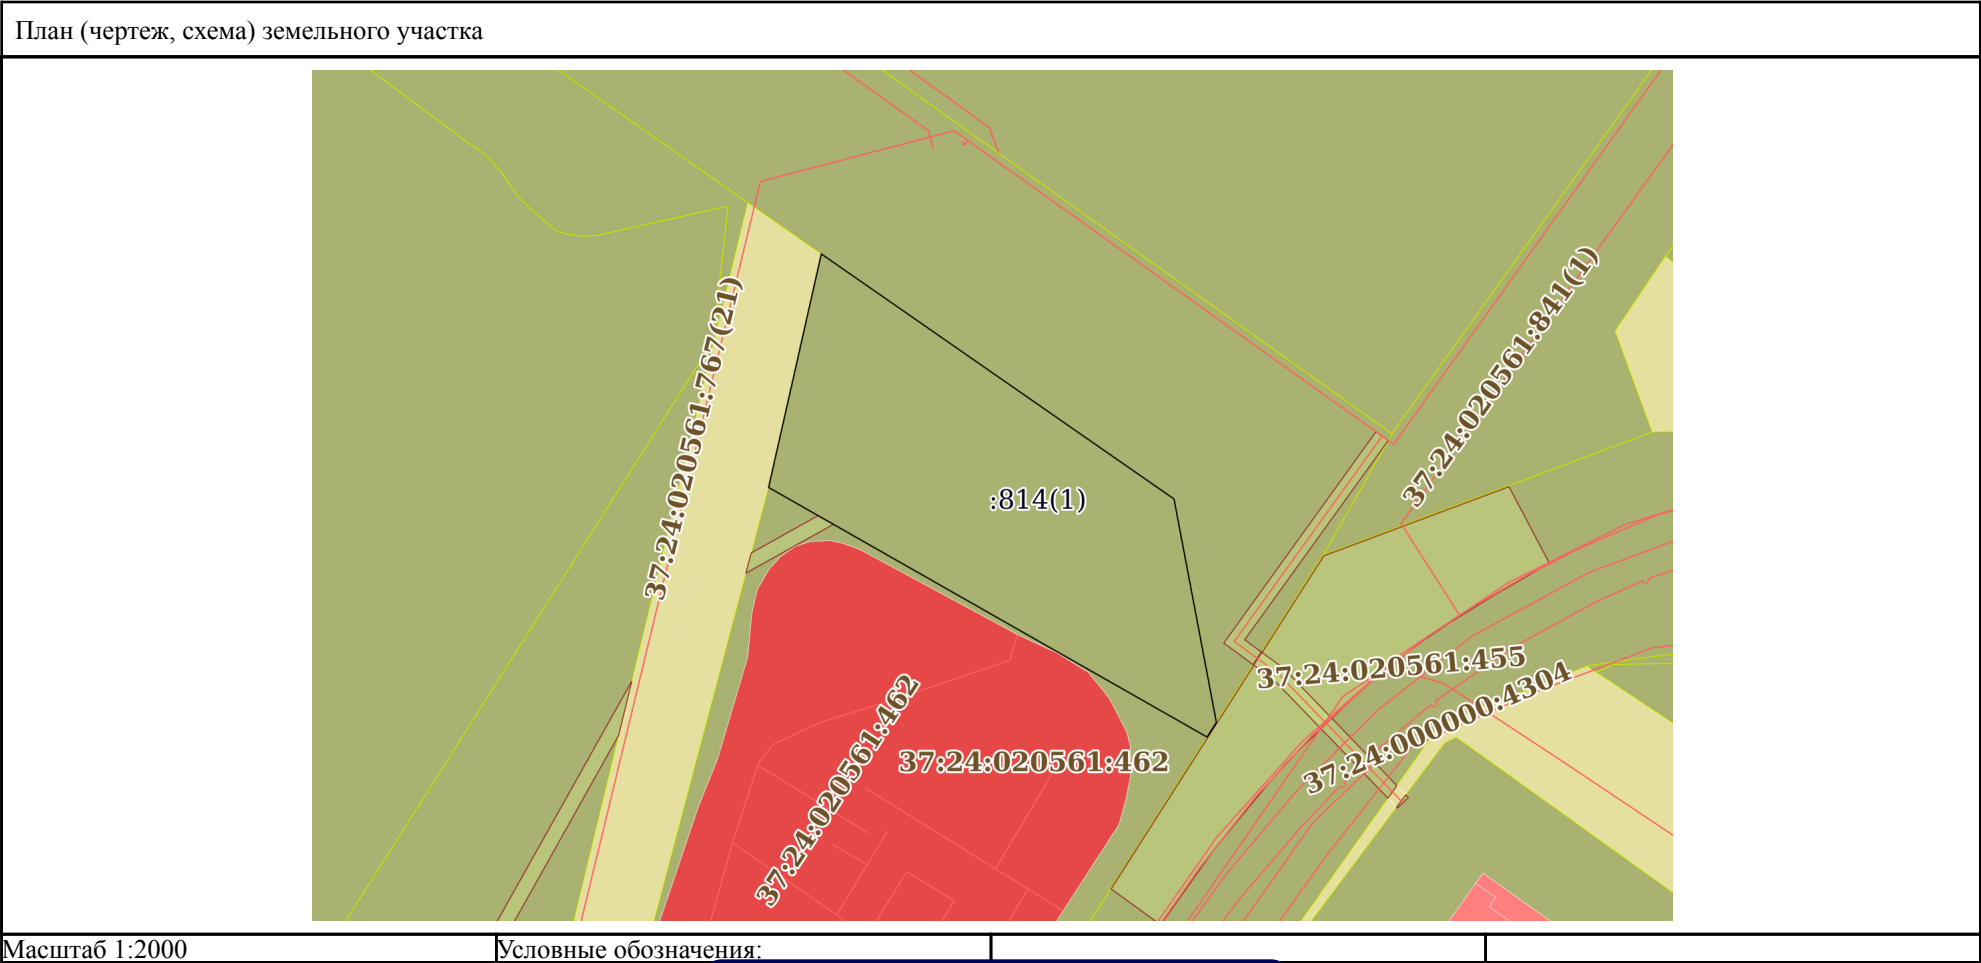 План (чертеж, схема) земельного участка
37:24:020561:767(21)
37:24:020561:841(1)
:814(1)
37:24:020561:455
37:24:000000:4304
37:24:020561:462
37:24:020561:462
Масштаб 1:2000
Условные обозначения: